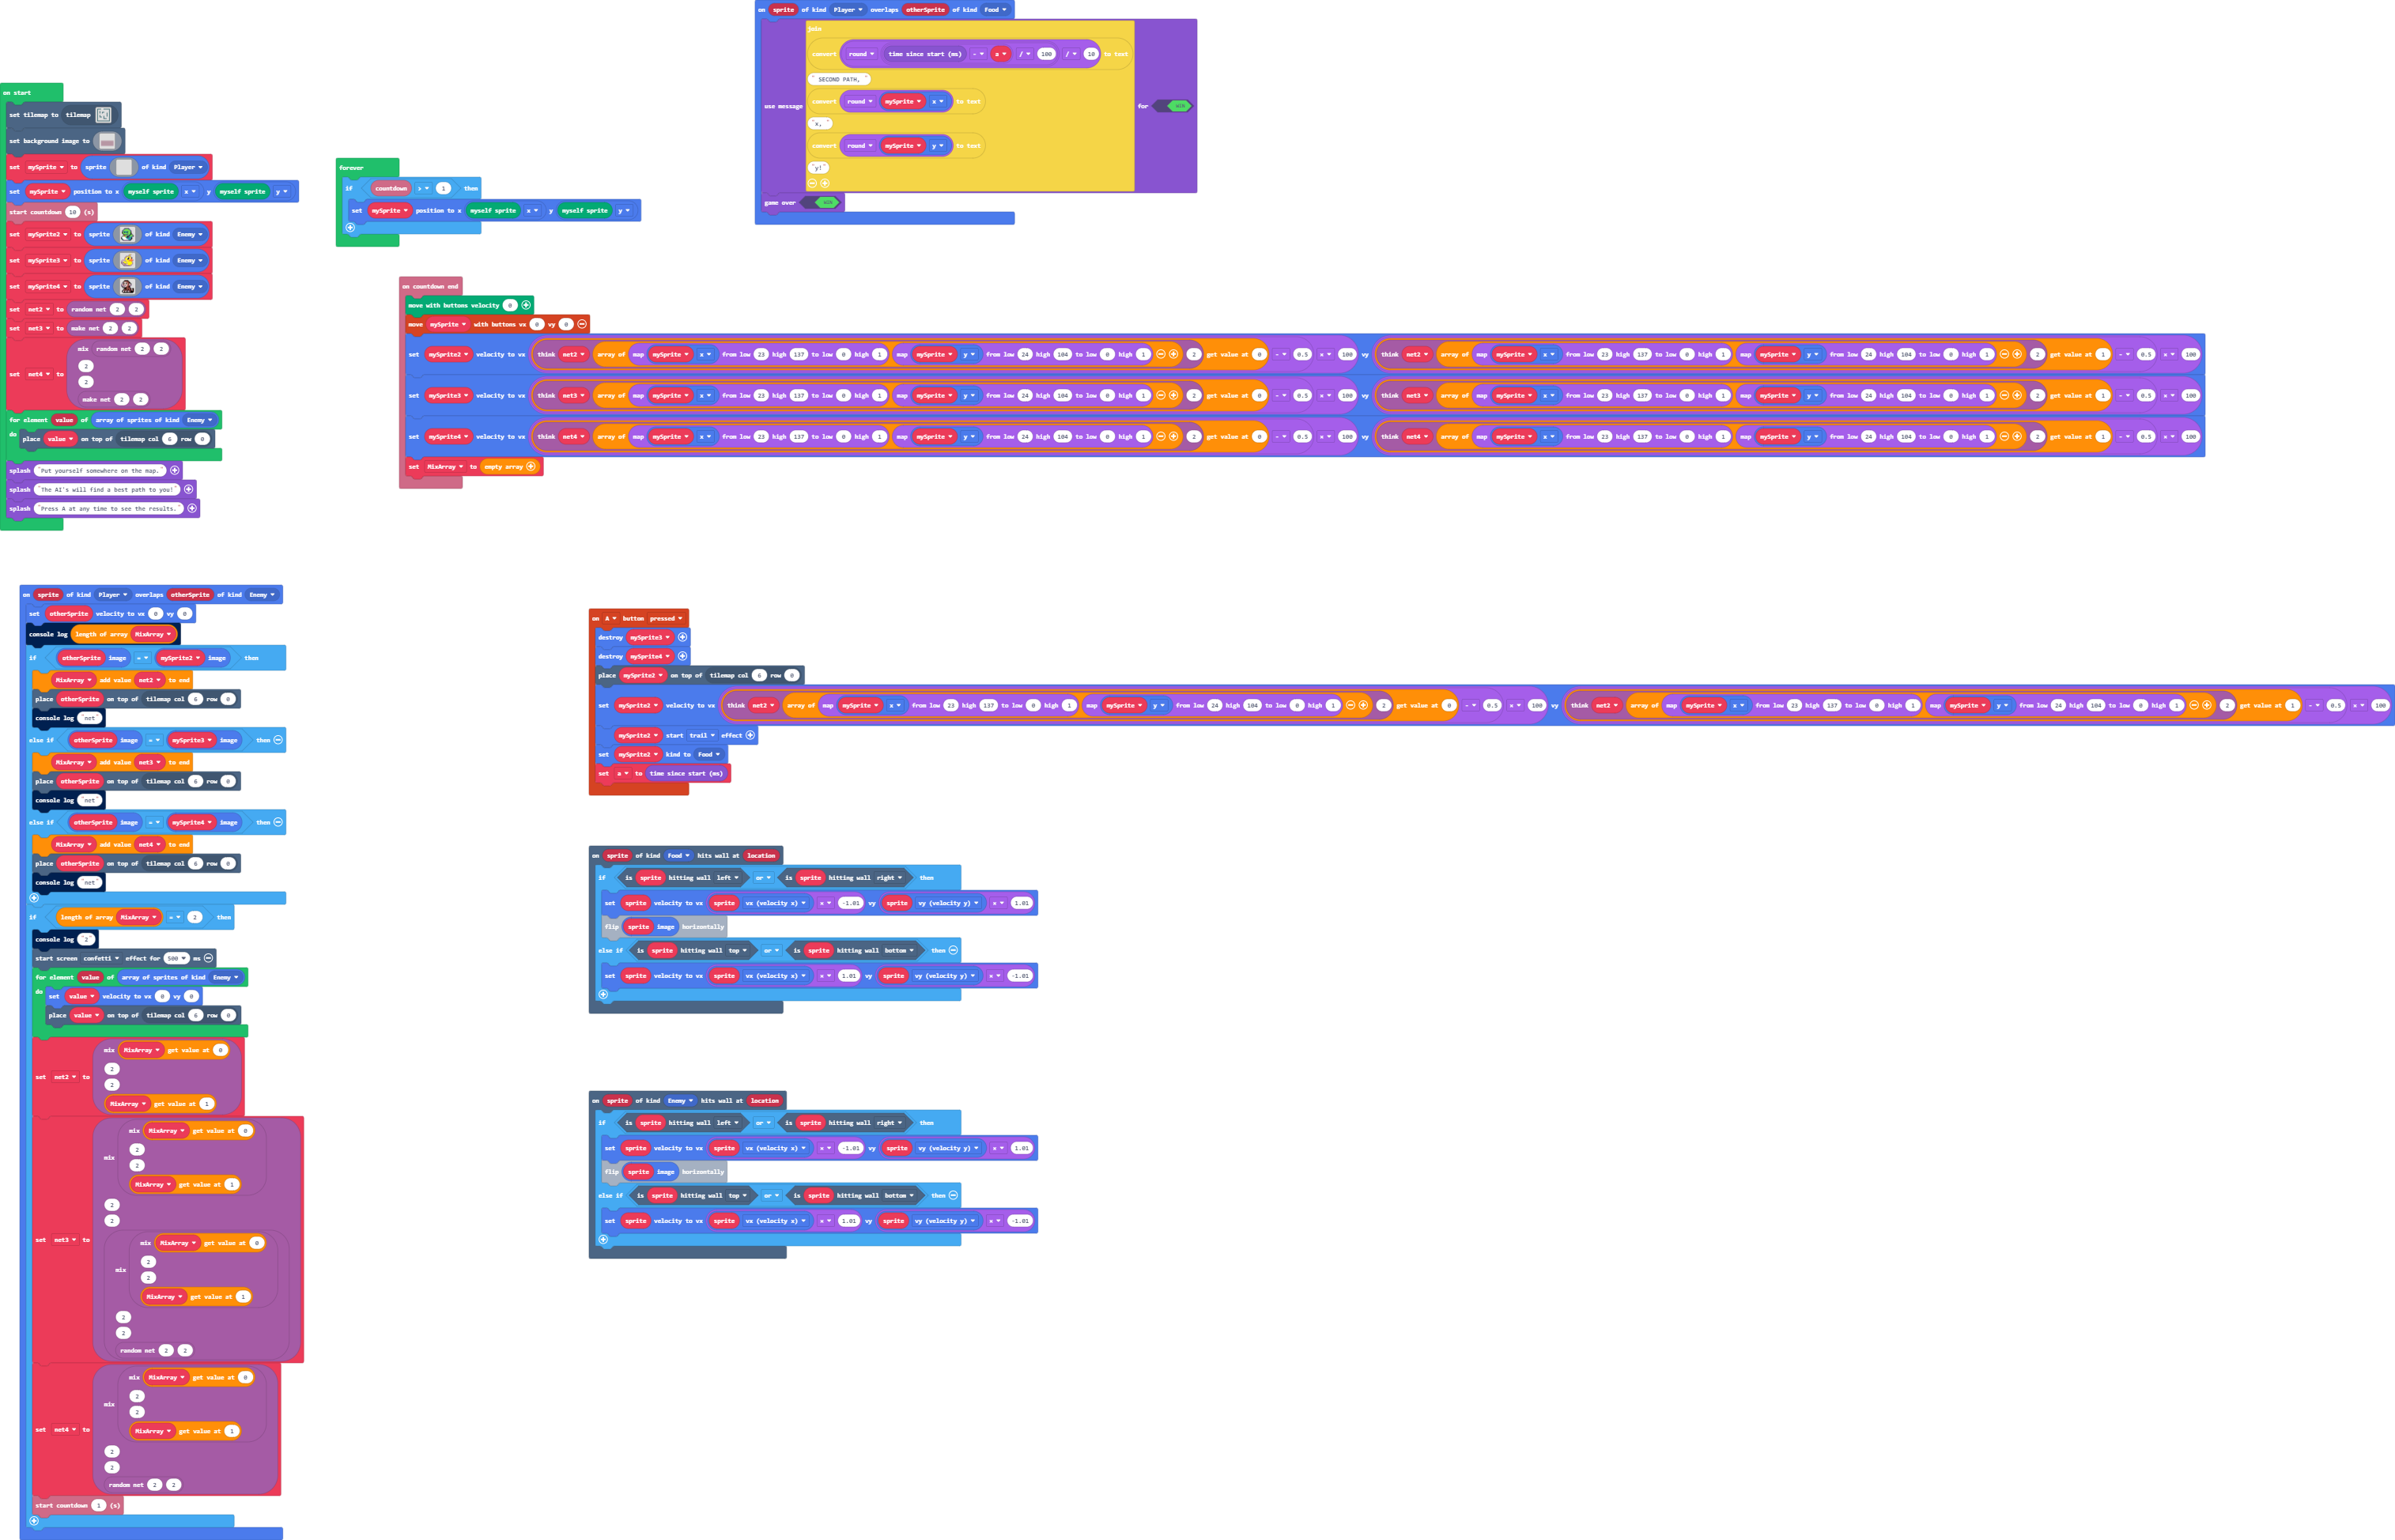 on start
set tilemap to tilemap
set background image to
set mySprite to sprite of kind Player
set mySprite position to x myself sprite x y myself sprite y
start countdown 10 (s)
set mySprite2 to sprite of kind Enemy
set mySprite3 to sprite of kind Enemy
set mySprite4 to sprite of kind Enemy
set net2 to random net 2 2
set net3 to make net 2 2
set net4 to mix random net 2 2
2
2
make net 2 2
for element value of array of sprites of kind Enemy
do place value on top of tilemap col 6 row 0
splash "Put yourself somewhere on the map."
splash "The AI's will find a best path to you!"
splash "Press A at any time to see the results."
forever
if countdown > 1 then
set mySprite position to x myself sprite x y myself sprite y
on sprite of kind Player overlaps otherSprite of kind Food
use message join
convert round time since start (ms) - a / 100 / 10 to text
" SECOND PATH, "
convert round mySprite x to text
"x, "
convert round mySprite y to text
"y!"
for WIN
game over WIN
on countdown end
move with buttons velocity 0
move mySprite with buttons vx 0 vy 0
set mySprite2 velocity to vx think net2 array of map mySprite x from low 23 high 137 to low 0 high 1 map mySprite y from low 24 high 104 to low 0 high 1 2 get value at 0 - 0.5 × 100 vy think net2 array of map mySprite x from low 23 high 137 to low 0 high 1 map mySprite y from low 24 high 104 to low 0 high 1 2 get value at 1 - 0.5 × 100
set mySprite3 velocity to vx think net3 array of map mySprite x from low 23 high 137 to low 0 high 1 map mySprite y from low 24 high 104 to low 0 high 1 2 get value at 0 - 0.5 × 100 vy think net3 array of map mySprite x from low 23 high 137 to low 0 high 1 map mySprite y from low 24 high 104 to low 0 high 1 2 get value at 1 - 0.5 × 100
set mySprite4 velocity to vx think net4 array of map mySprite x from low 23 high 137 to low 0 high 1 map mySprite y from low 24 high 104 to low 0 high 1 2 get value at 0 - 0.5 × 100 vy think net4 array of map mySprite x from low 23 high 137 to low 0 high 1 map mySprite y from low 24 high 104 to low 0 high 1 2 get value at 1 - 0.5 × 100
set MixArray to empty array
on sprite of kind Player overlaps otherSprite of kind Enemy
set otherSprite velocity to vx 0 vy 0
console log length of array MixArray
if otherSprite image = mySprite2 image then
MixArray add value net2 to end
place otherSprite on top of tilemap col 6 row 0
console log "net"
else if otherSprite image = mySprite3 image then
MixArray add value net3 to end
place otherSprite on top of tilemap col 6 row 0
console log "net"
else if otherSprite image = mySprite4 image then
MixArray add value net4 to end
place otherSprite on top of tilemap col 6 row 0
console log "net"
if length of array MixArray = 2 then
console log "2"
start screen confetti effect for 500 ms
for element value of array of sprites of kind Enemy
do set value velocity to vx 0 vy 0
place value on top of tilemap col 6 row 0
set net2 to mix MixArray get value at 0
2
2
MixArray get value at 1
set net3 to mix mix MixArray get value at 0
2
2
MixArray get value at 1
2
2
mix mix MixArray get value at 0
2
2
MixArray get value at 1
2
2
random net 2 2
set net4 to mix mix MixArray get value at 0
2
2
MixArray get value at 1
2
2
random net 2 2
start countdown 1 (s)
on A button pressed
destroy mySprite3
destroy mySprite4
place mySprite2 on top of tilemap col 6 row 0
set mySprite2 velocity to vx think net2 array of map mySprite x from low 23 high 137 to low 0 high 1 map mySprite y from low 24 high 104 to low 0 high 1 2 get value at 0 - 0.5 × 100 vy think net2 array of map mySprite x from low 23 high 137 to low 0 high 1 map mySprite y from low 24 high 104 to low 0 high 1 2 get value at 1 - 0.5 × 100
mySprite2 start trail effect
set mySprite2 kind to Food
set a to time since start (ms)
on sprite of kind Food hits wall at location
if is sprite hitting wall left or is sprite hitting wall right then
set sprite velocity to vx sprite vx (velocity x) × -1.01 vy sprite vy (velocity y) × 1.01
flip sprite image horizontally
else if is sprite hitting wall top or is sprite hitting wall bottom then
set sprite velocity to vx sprite vx (velocity x) × 1.01 vy sprite vy (velocity y) × -1.01
on sprite of kind Enemy hits wall at location
if is sprite hitting wall left or is sprite hitting wall right then
set sprite velocity to vx sprite vx (velocity x) × -1.01 vy sprite vy (velocity y) × 1.01
flip sprite image horizontally
else if is sprite hitting wall top or is sprite hitting wall bottom then
set sprite velocity to vx sprite vx (velocity x) × 1.01 vy sprite vy (velocity y) × -1.01